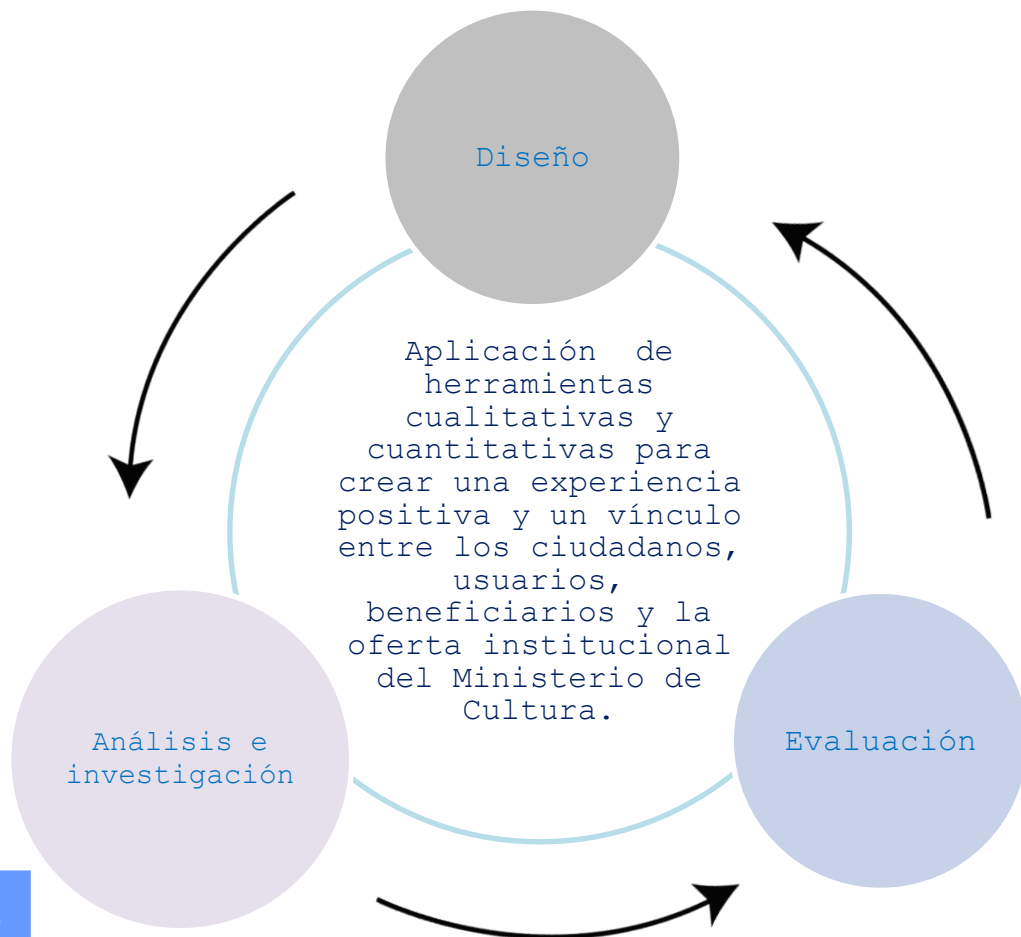 Diseño
Aplicación de
herramientas
cualitativas y
cuantitativas para
crear una experiencia
positiva y un vínculo
entre los ciudadanos,
usuarios,
beneficiarios y la
oferta institucional
del Ministerio de
Cultura.
Análisis e
investigación
Evaluación